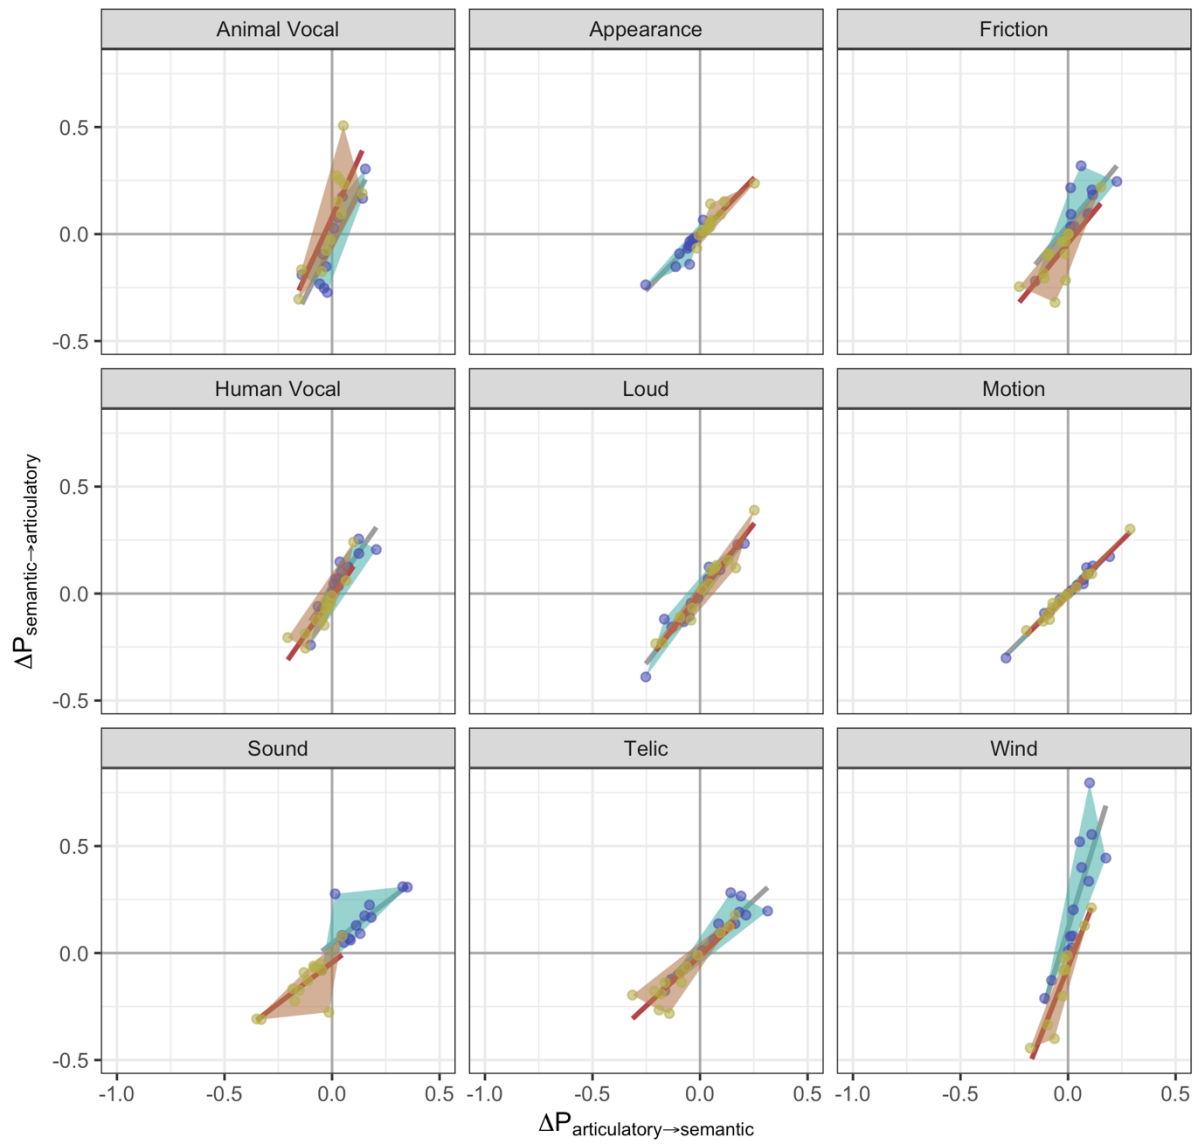 Animal Vocal Appearance Friction
0.5
0.0
-0.5
Human Vocal Loud Motion
0.5
0.0
-0.5
Sound Telic Wind
0.5
0.0
-0.5
-1.0 -0.5 0.0 0.5 -1.0 -0.5 0.0 0.5 -1.0 -0.5 0.0 0.5
ΔParticulatory→semantic
ΔPsemantic→articulatory